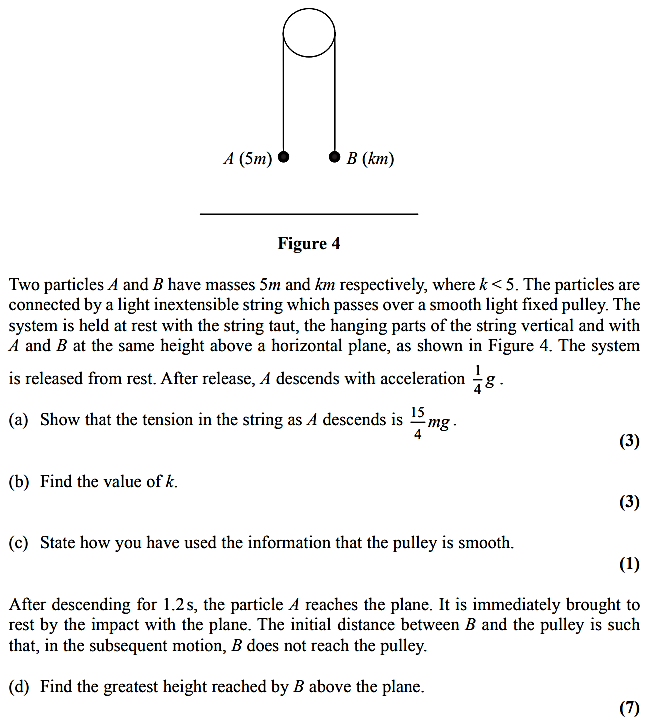 A (5m)
B (km)
Figure 4
Two particles A and B have masses 5m and km respectively, where k < 5. The particles are
connected by a light inextensible string which passes over a smooth light fixed pulley. The
system is held at rest with the string taut, the hanging parts of the string vertical and with
A and B at the same height above a horizontal plane, as shown in Figure 4. The system
is released from rest. After release, A descends with acceleration 1/4 g .
(a) Show that the tension in the string as A descends is 15/4 mg .
(3)
(b) Find the value of k.
(3)
(c) State how you have used the information that the pulley is smooth.
(1)
After descending for 1.2 s, the particle A reaches the plane. It is immediately brought to
rest by the impact with the plane. The initial distance between B and the pulley is such
that, in the subsequent motion, B does not reach the pulley.
(d) Find the greatest height reached by B above the plane.
(7)